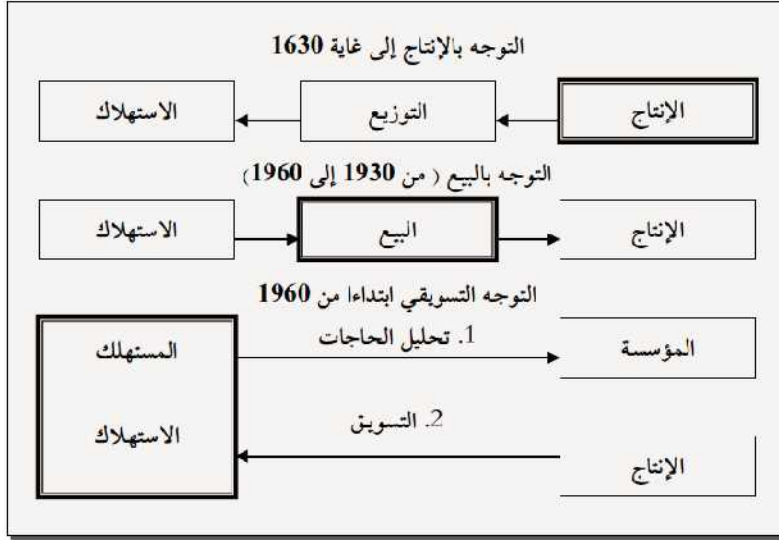 التوجه بالإنتاج إلى غاية 1630
الإنتاج التوزيع الاستهلاك
التوجه بالبيع ( من 1930 إلى 1960)
الإنتاج البيع الاستهلاك
التوجه التسويقي ابتداءا من 1960
المؤسسة 1. تحليل الحاجات المستهلك
2. التسويق الاستهلاك
الإنتاج